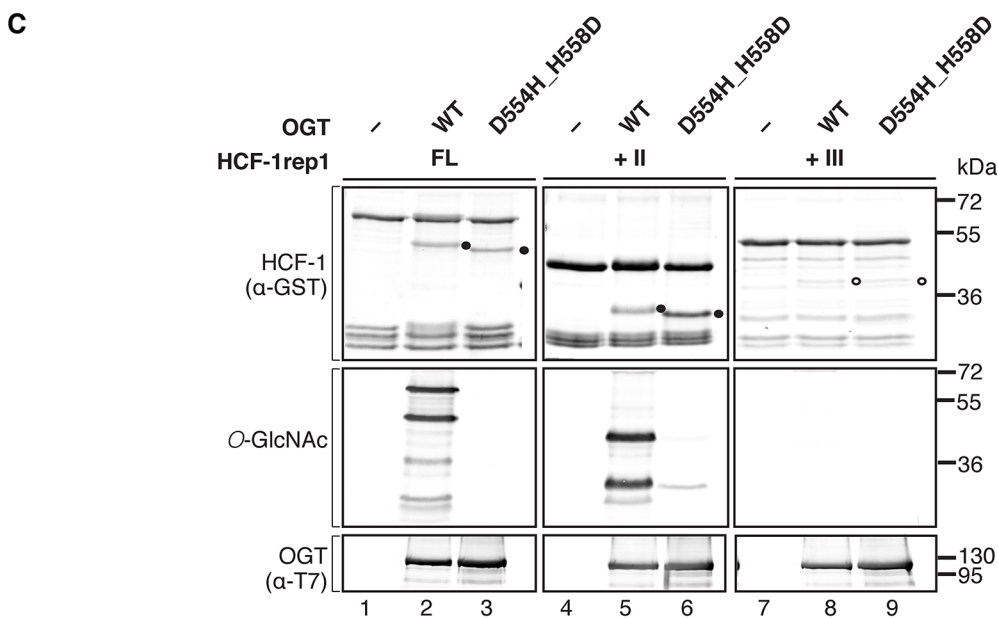 C
OGT – WT D554H_H558D – WT D554H_H558D – WT D554H_H558D
HCF-1rep1 FL + II + III kDa
72
55
HCF-1
(α-GST)
36
72
55
O-GlcNAc
36
OGT
(α-T7)
130
95
1 2 3 4 5 6 7 8 9